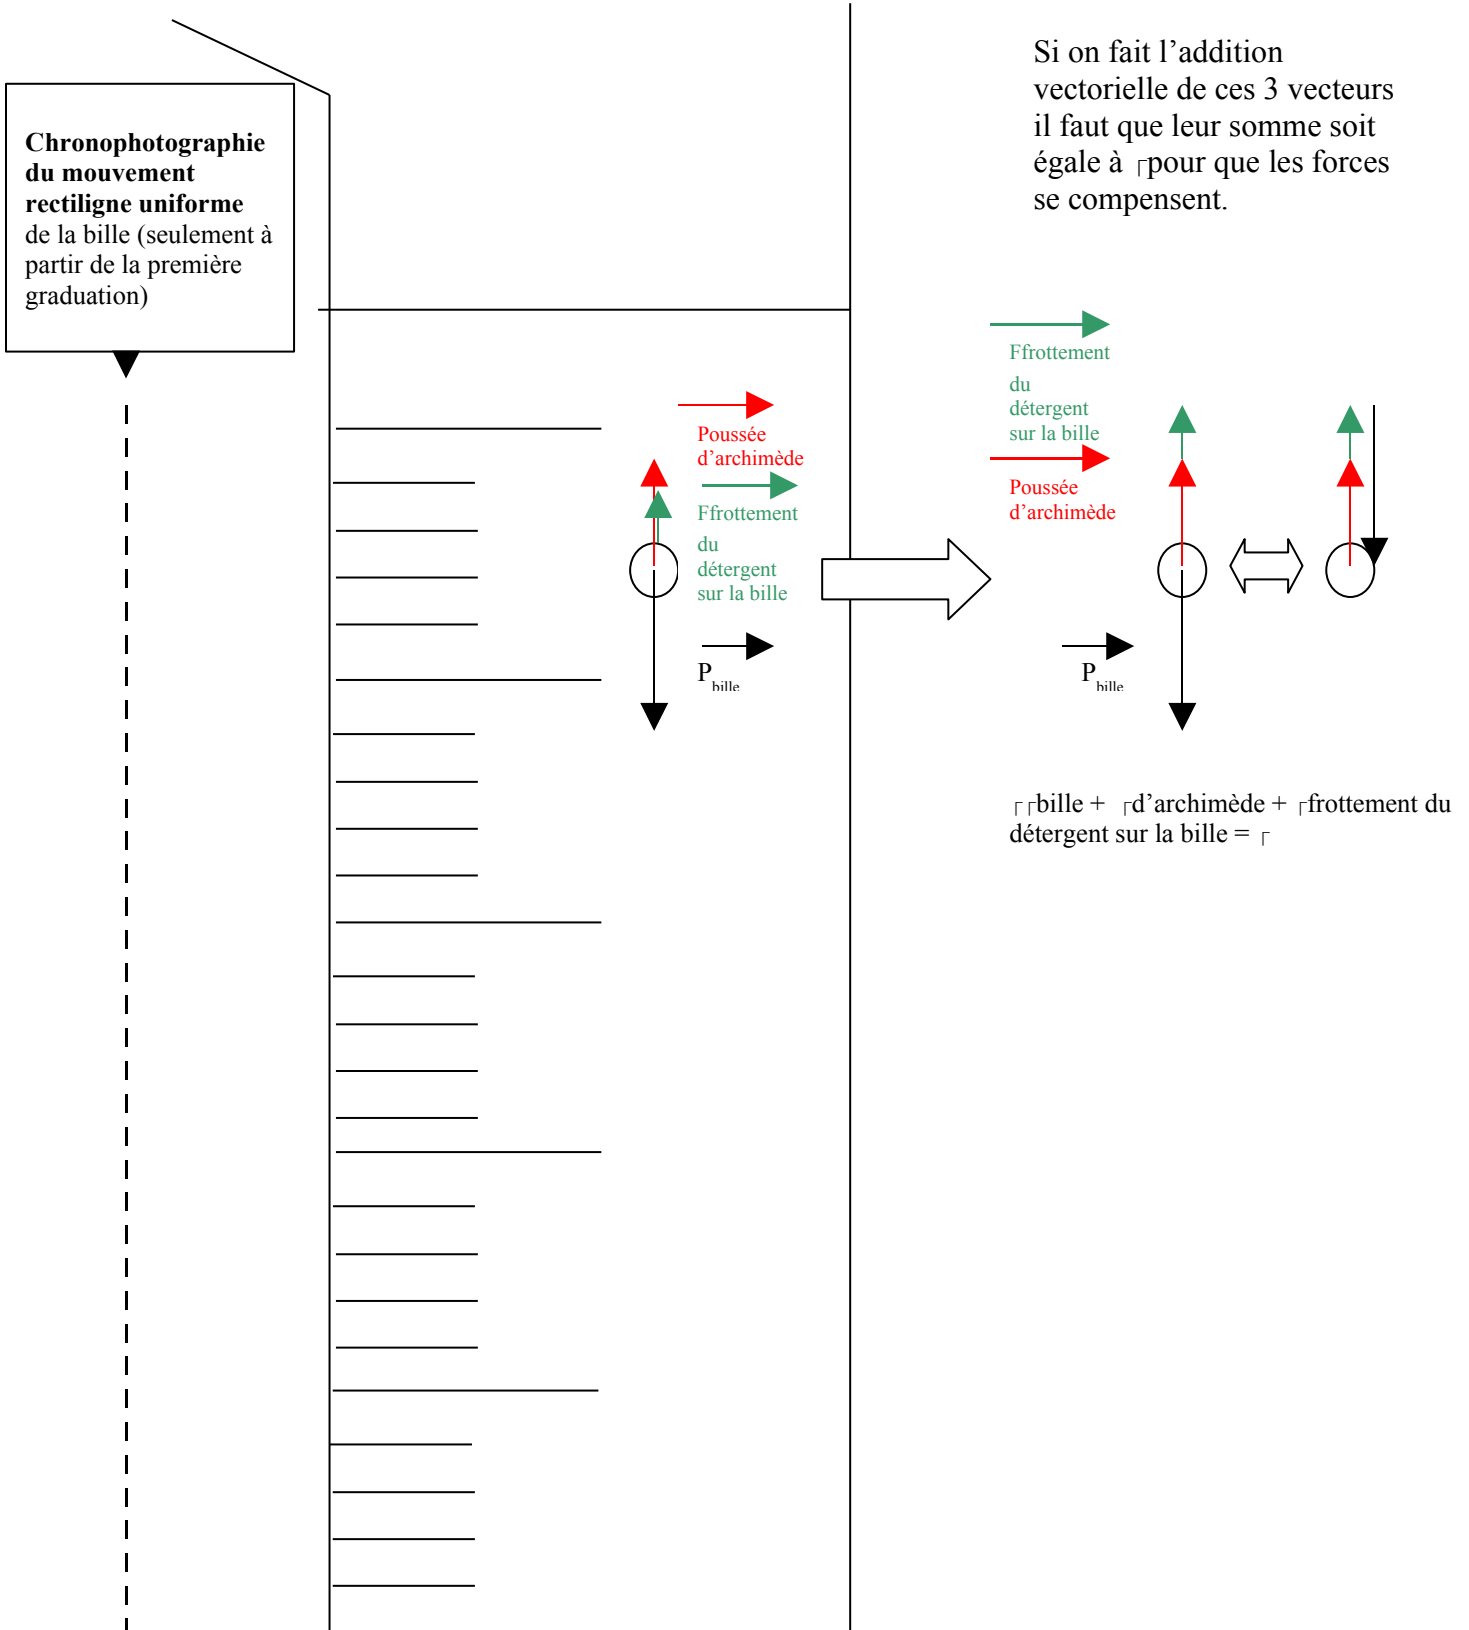 Si on fait l’addition
vectorielle de ces 3 vecteurs
il faut que leur somme soit
égale à ┌pour que les forces
se compensent.
Chronophotographie
du mouvement
rectiligne uniforme
de la bille (seulement à
partir de la première
graduation)
Poussée
d’archimède
Ffrottement
du
détergent
sur la bille
P bille
Ffrottement
du
détergent
sur la bille
Poussée
d’archimède
P bille
┌┌bille + ┌d’archimède + ┌frottement du
détergent sur la bille = ┌